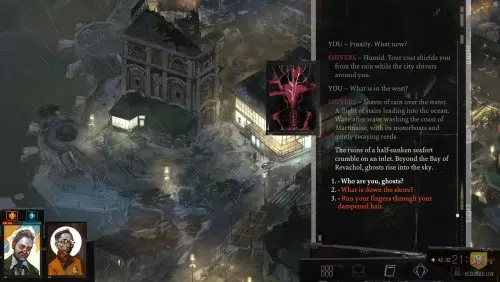 YOU – Finally. What now?
SHIVERS – Humid. Your coat shields you
from the rain while the city shivers
around you.
YOU – What is in the west?
SHIVERS – Sheets of rain over the water.
A flight of stairs leading into the ocean.
Wave after wave washing the coast of
Martinaise, with its motorboats and
gently swaying reeds.
The ruins of a half-sunken seafort
crumble on an inlet. Beyond the Bay of
Revachol, ghosts rise into the sky.
1. - Who are you, ghosts?
2. - What is down the shore?
3. - Run your fingers through your
dampened hair.